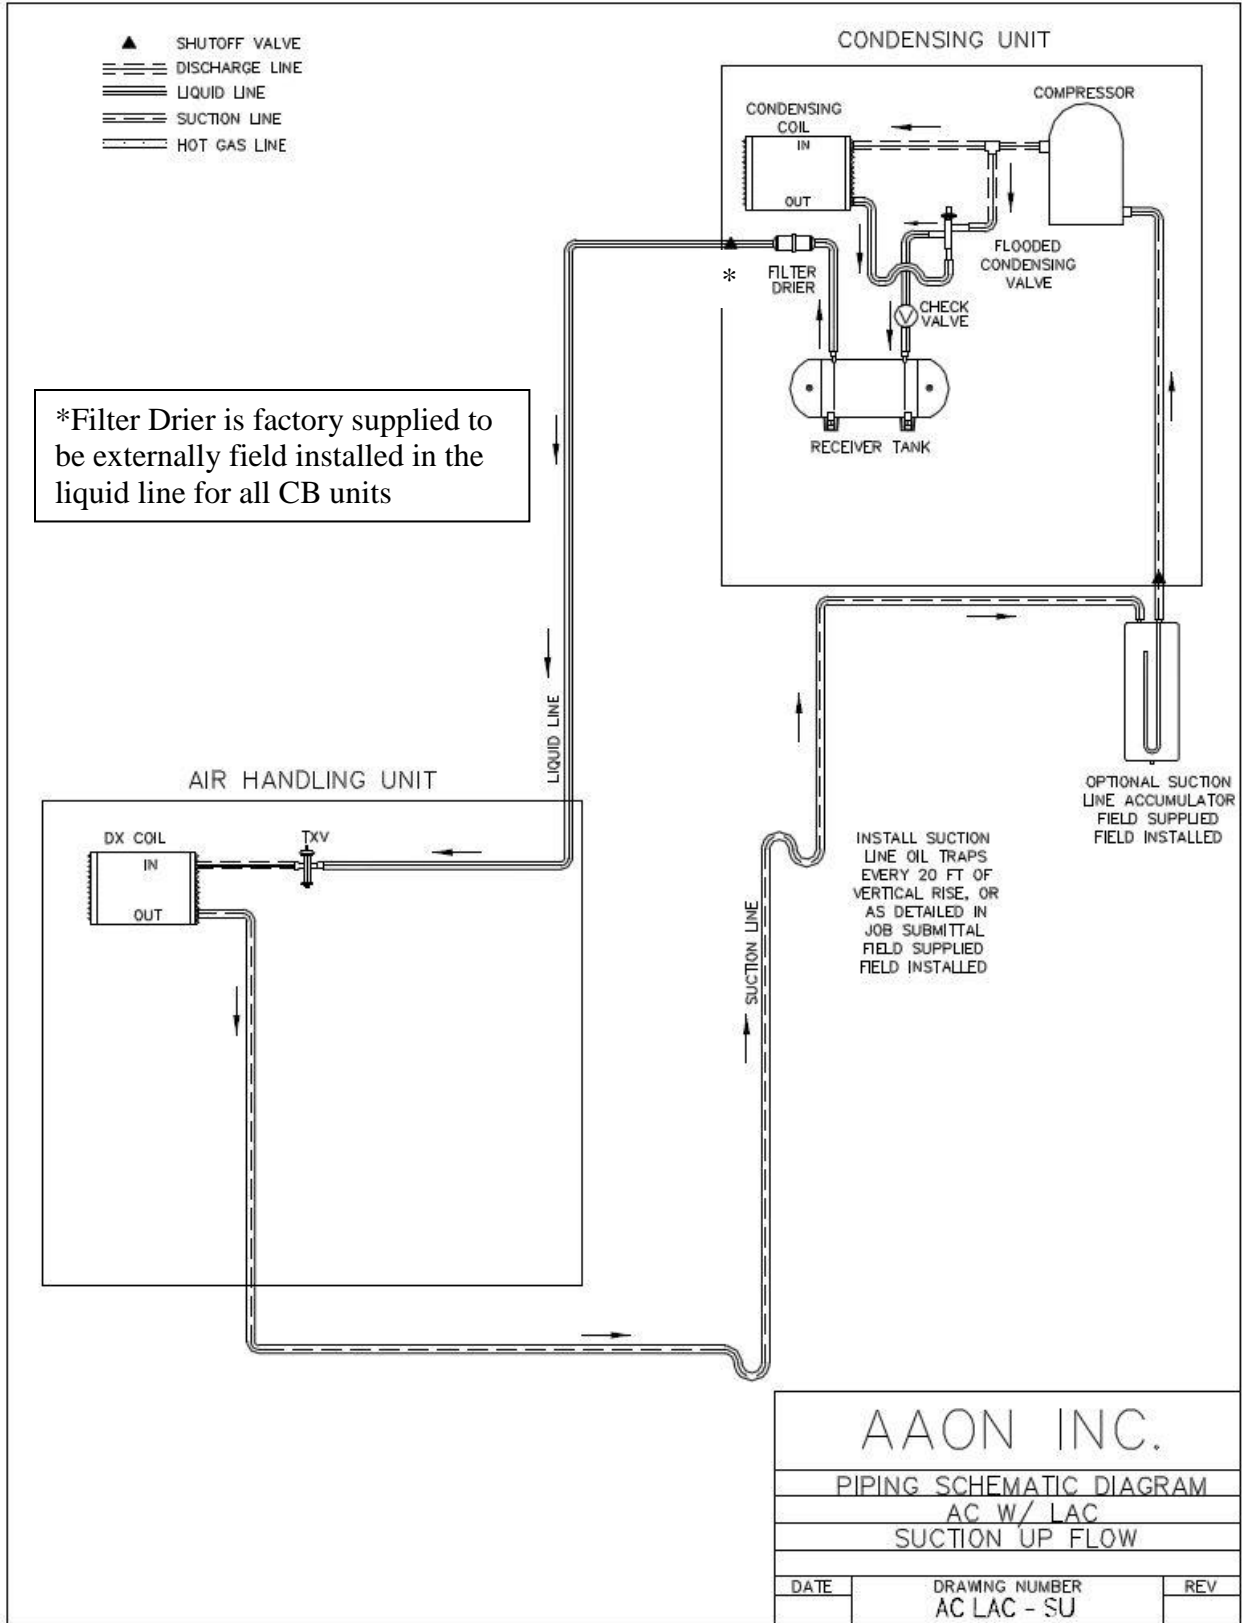 SHUTOFF VALVE
DISCHARGE LINE
LIQUID LINE
SUCTION LINE
HOT GAS LINE
CONDENSING UNIT
COMPRESSOR
CONDENSING
COIL
IN
OUT
FLOODED
CONDENSING
VALVE
*
FILTER
DRIER
CHECK
VALVE
V
RECEIVER TANK
*Filter Drier is factory supplied to
be externally field installed in the
liquid line for all CB units
LIQUID LINE
AIR HANDLING UNIT
DX COIL
TXV
IN
OUT
OPTIONAL SUCTION
LINE ACCUMULATOR
FIELD SUPPLIED
FIELD INSTALLED
INSTALL SUCTION
LINE OIL TRAPS
EVERY 20 FT OF
VERTICAL RISE, OR
AS DETAILED IN
JOB SUBMITTAL
FIELD SUPPLIED
FIELD INSTALLED
SUCTION LINE
AAON INC.
PIPING SCHEMATIC DIAGRAM
AC W/ LAC
SUCTION UP FLOW
DATE
DRAWING NUMBER
REV
AC LAC - SU